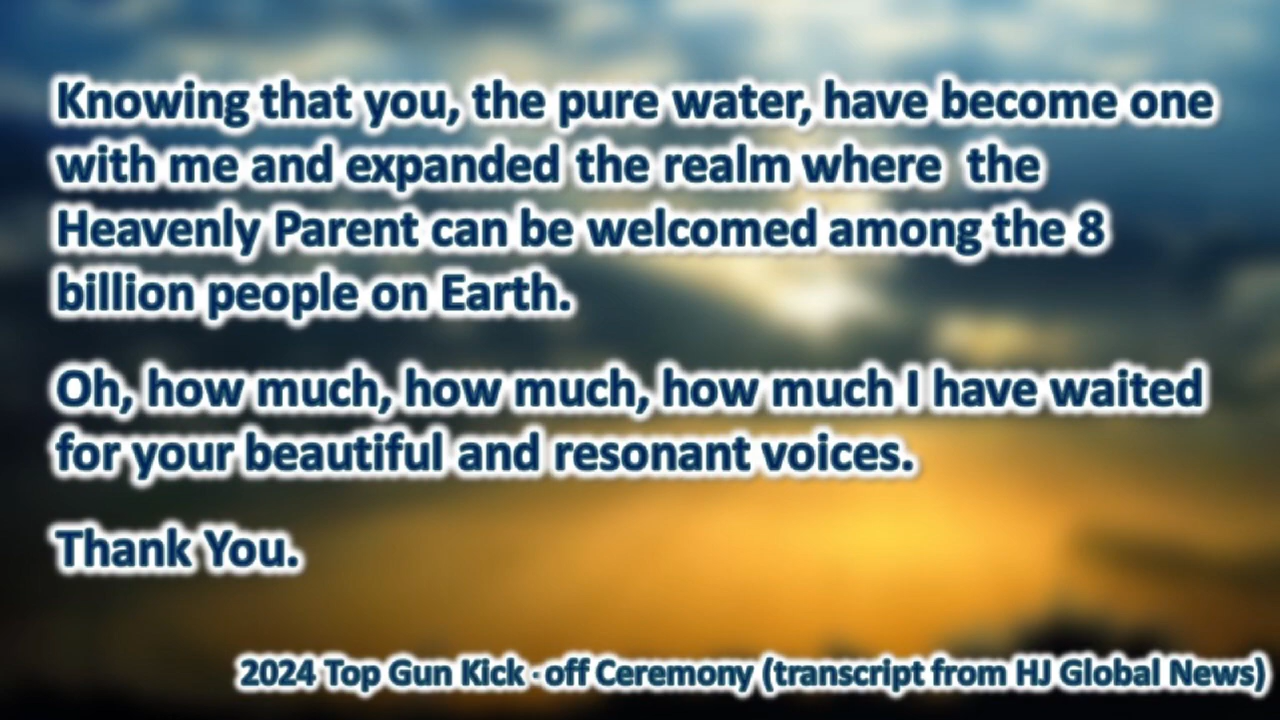 Knowing that you, the pure water, have become one
with me and expanded the realm where the
Heavenly Parent can be welcomed among the 8
billion people on Earth.
Oh, how much, how much, how much I have waited
for your beautiful and resonant voices.
Thank You.
2024 Top Gun Kick-off Ceremony (transcript from HJ Global News)